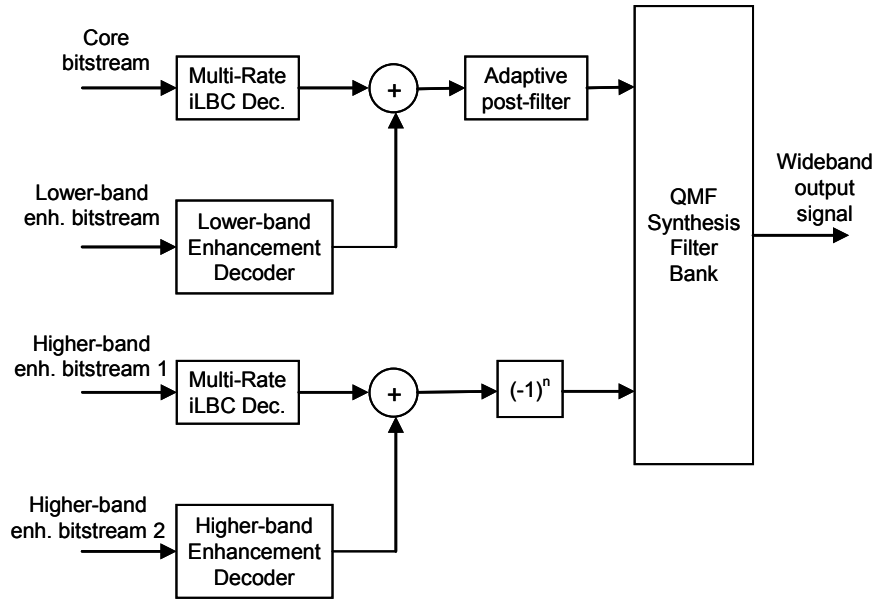 Core
bitstream
Multi-Rate
iLBC Dec.
+
Adaptive
post-filter
Lower-band
enh. bitstream
Lower-band
Enhancement
Decoder
QMF
Synthesis
Filter
Bank
Wideband
output
signal
Higher-band
enh. bitstream 1
Multi-Rate
iLBC Dec.
+
(-1)ⁿ
Higher-band
enh. bitstream 2
Higher-band
Enhancement
Decoder